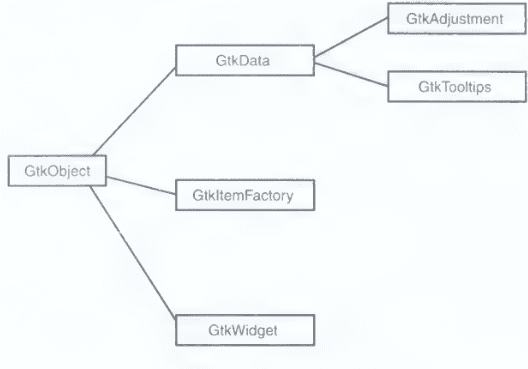 GtkAdjustment
GtkData
GtkTooltips
GtkObject
GtkItemFactory
GtkWidget